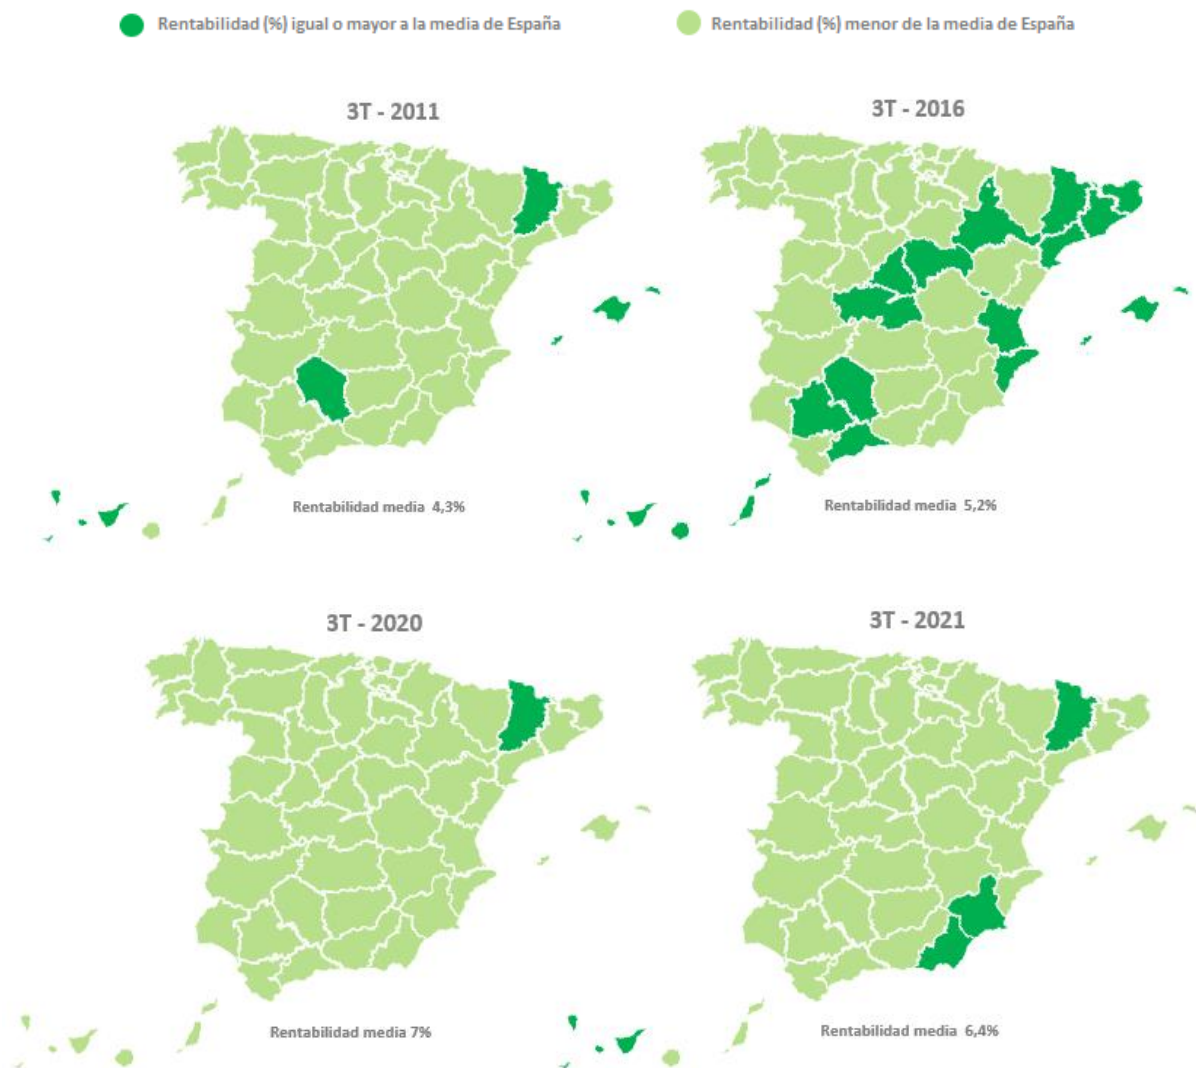 Rentabilidad (%) igual o mayor a la media de España
Rentabilidad (%) menor de la media de España
3T - 2011
3T - 2016
Rentabilidad media 4,3%
Rentabilidad media 5,2%
3T - 2020
3T - 2021
Rentabilidad media 7%
Rentabilidad media 6,4%